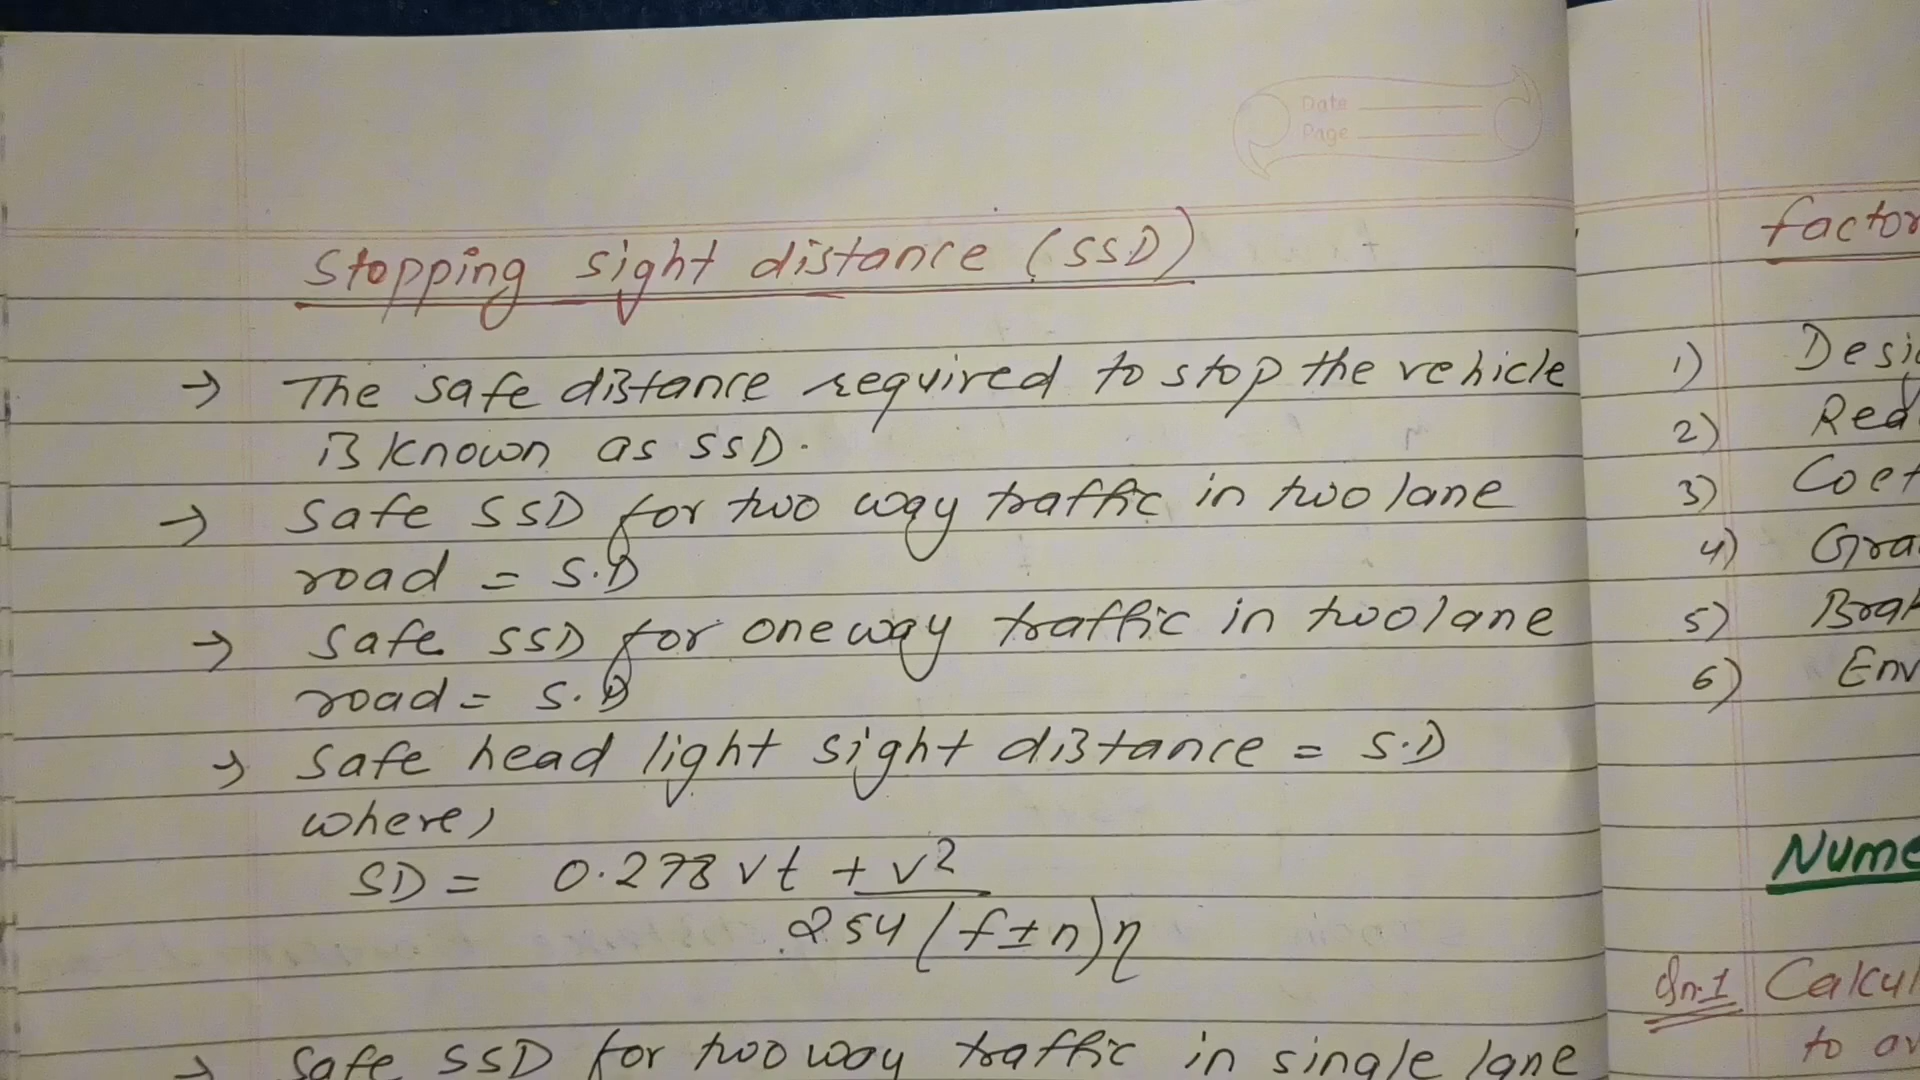 Date
Page
Stopping sight distance (SSD)
→ The safe distance required to stop the vehicle
is known as SSD.
→ Safe SSD for two way traffic in two lane
road = S.D
→ Safe SSD for one way traffic in two lane
road = S.D
→ Safe head light sight distance = S.D
where,
SD = 0.278 vt + v²
254 (f±n)η
→ Safe SSD for two way traffic in single lane
factor
1) Desig
2) Rea
3) Coef
4) Gra
5) Brak
6) Env
Nume
Qn.1 Calcul
to av